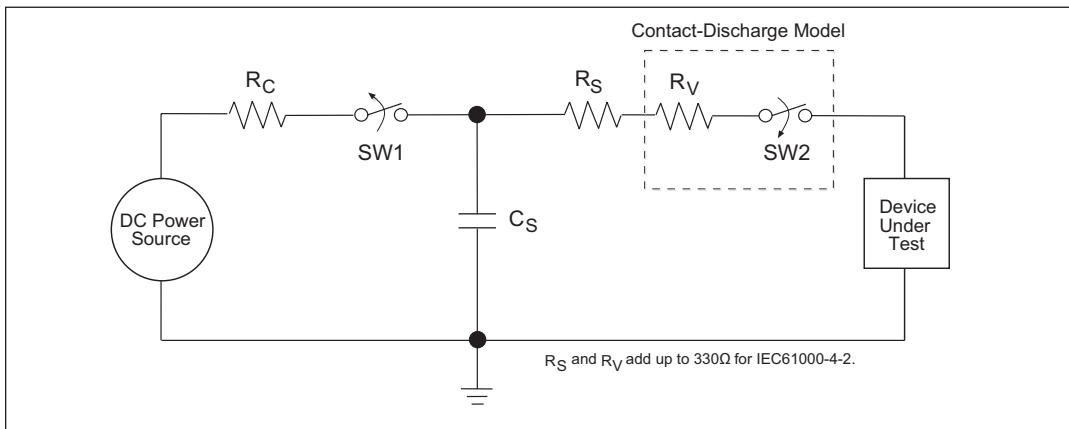 Contact-Discharge Model
RC
RS
RV
SW1
SW2
CS
DC Power
Source
Device
Under
Test
RS and RV add up to 330Ω for IEC61000-4-2.